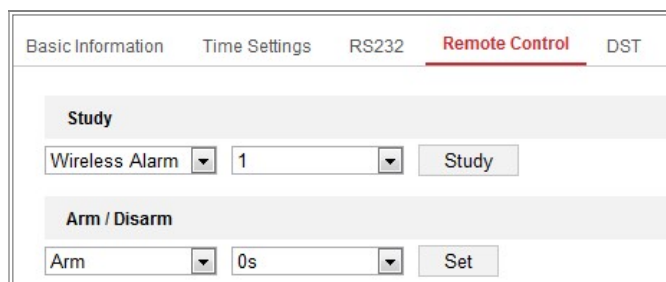 Basic Information Time Settings RS232 Remote Control DST
Study
Wireless Alarm 1 Study
Arm / Disarm
Arm 0s Set